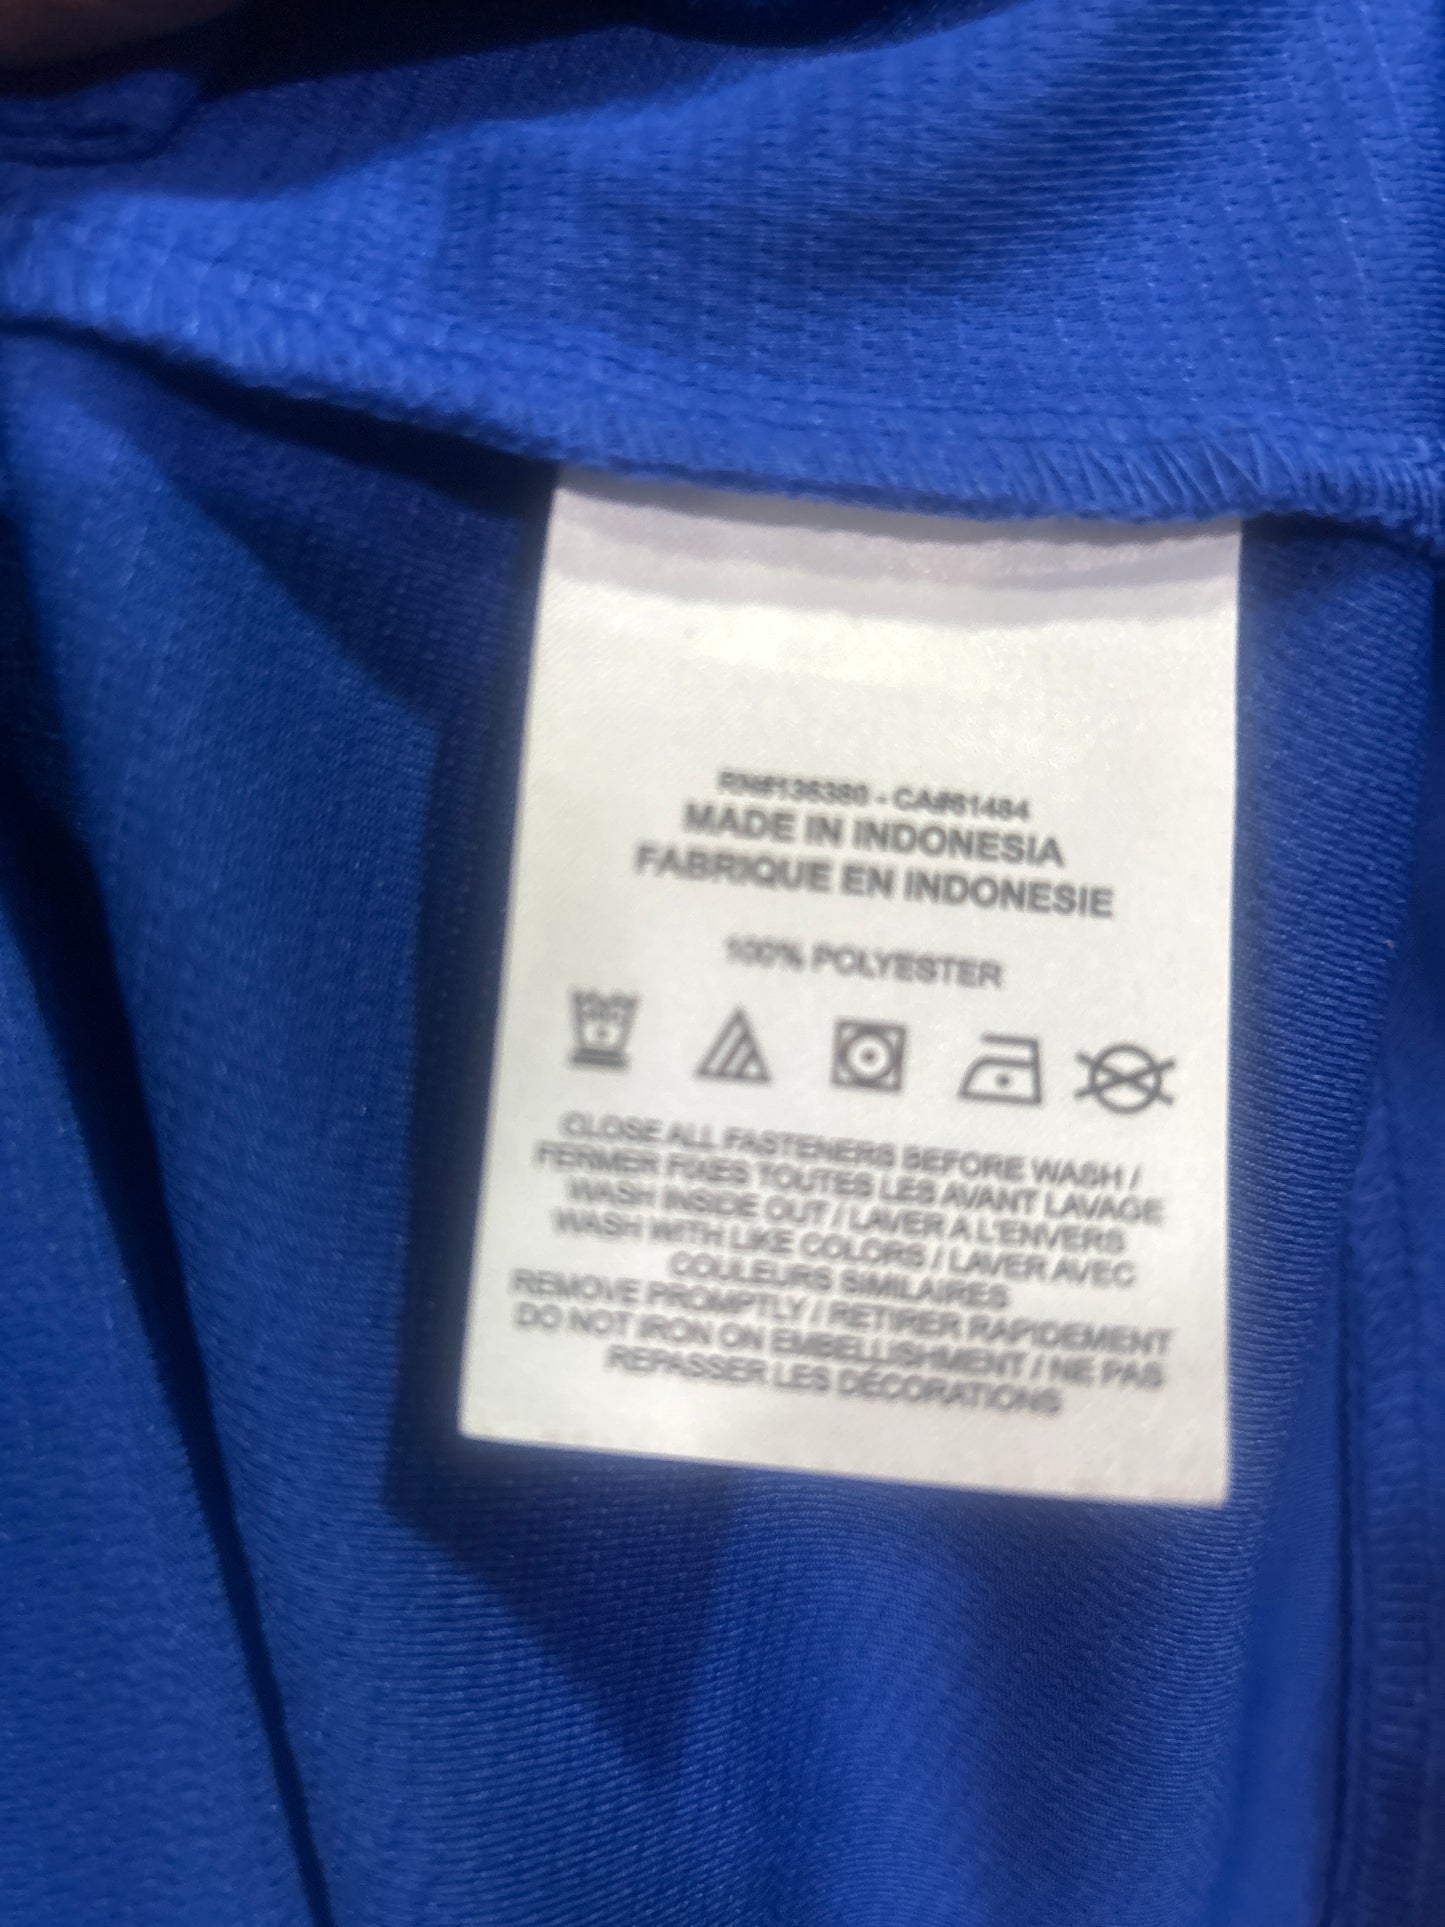 RN#136380 - CA#61484
MADE IN INDONESIA
FABRIQUE EN INDONESIE
100% POLYESTER
CLOSE ALL FASTENERS BEFORE WASH /
FERMER FIXES TOUTES LES AVANT LAVAGE
WASH INSIDE OUT / LAVER A L'ENVERS
WASH WITH LIKE COLORS / LAVER AVEC
COULEURS SIMILAIRES
REMOVE PROMPTLY / RETIRER RAPIDEMENT
DO NOT IRON ON EMBELLISHMENT / NE PAS
REPASSER LES DÉCORATIONS